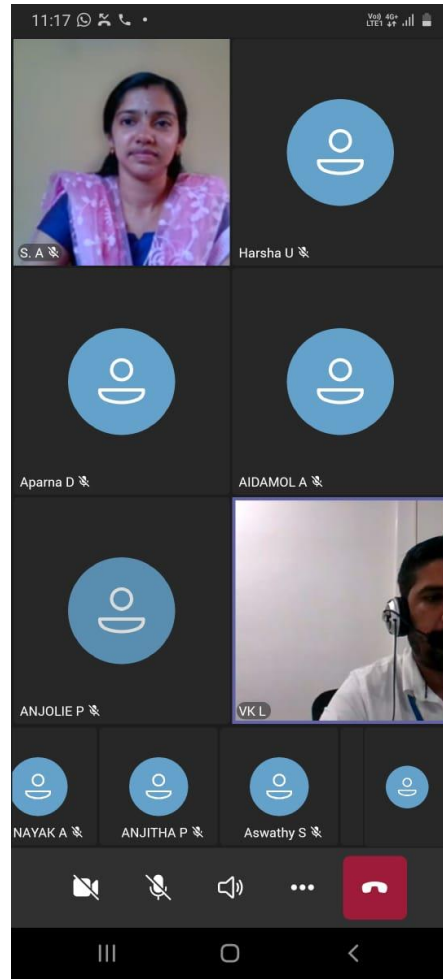 11:17
Vo)) 4G+
LTE1
S. A
Harsha U
Aparna D
AIDAMOL A
ANJOLIE P
VK L
NAYAK A
ANJITHA P
Aswathy S